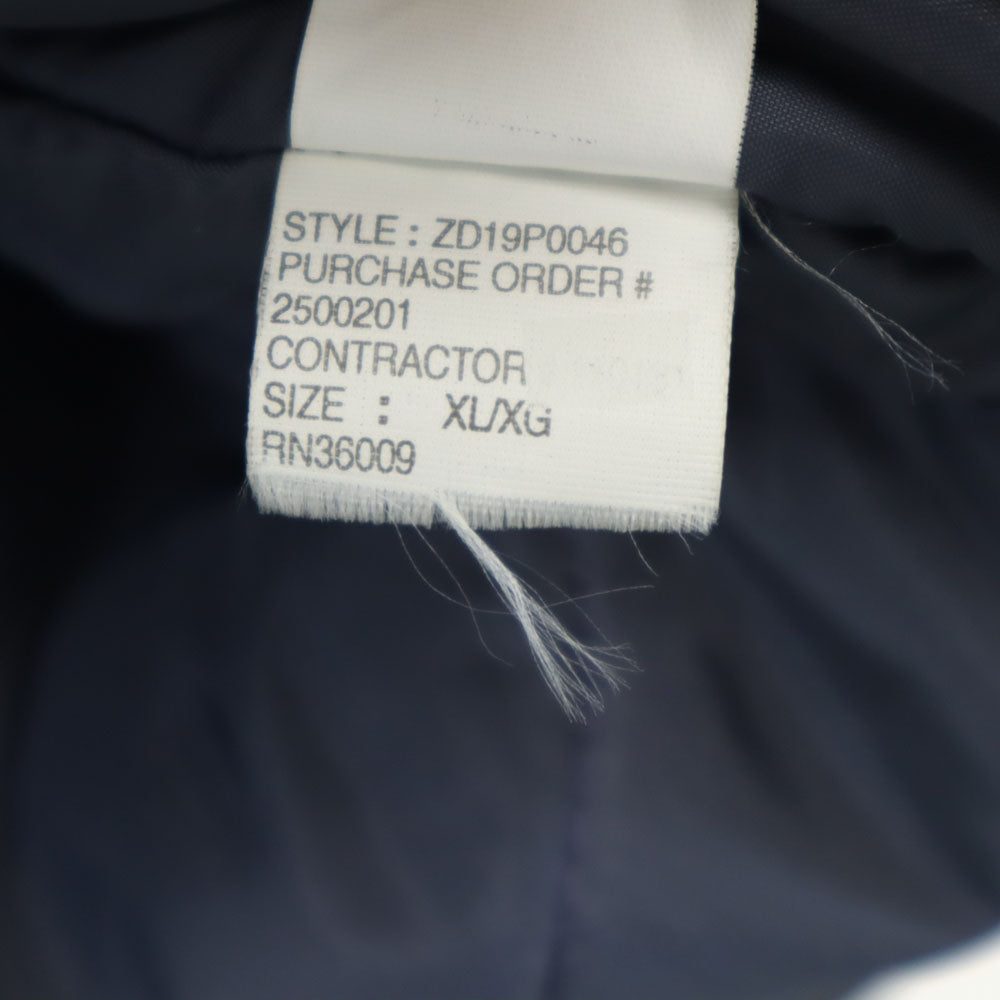 STYLE : ZD19P0046
PURCHASE ORDER #
2500201
CONTRACTOR
SIZE : XL/XG
RN36009